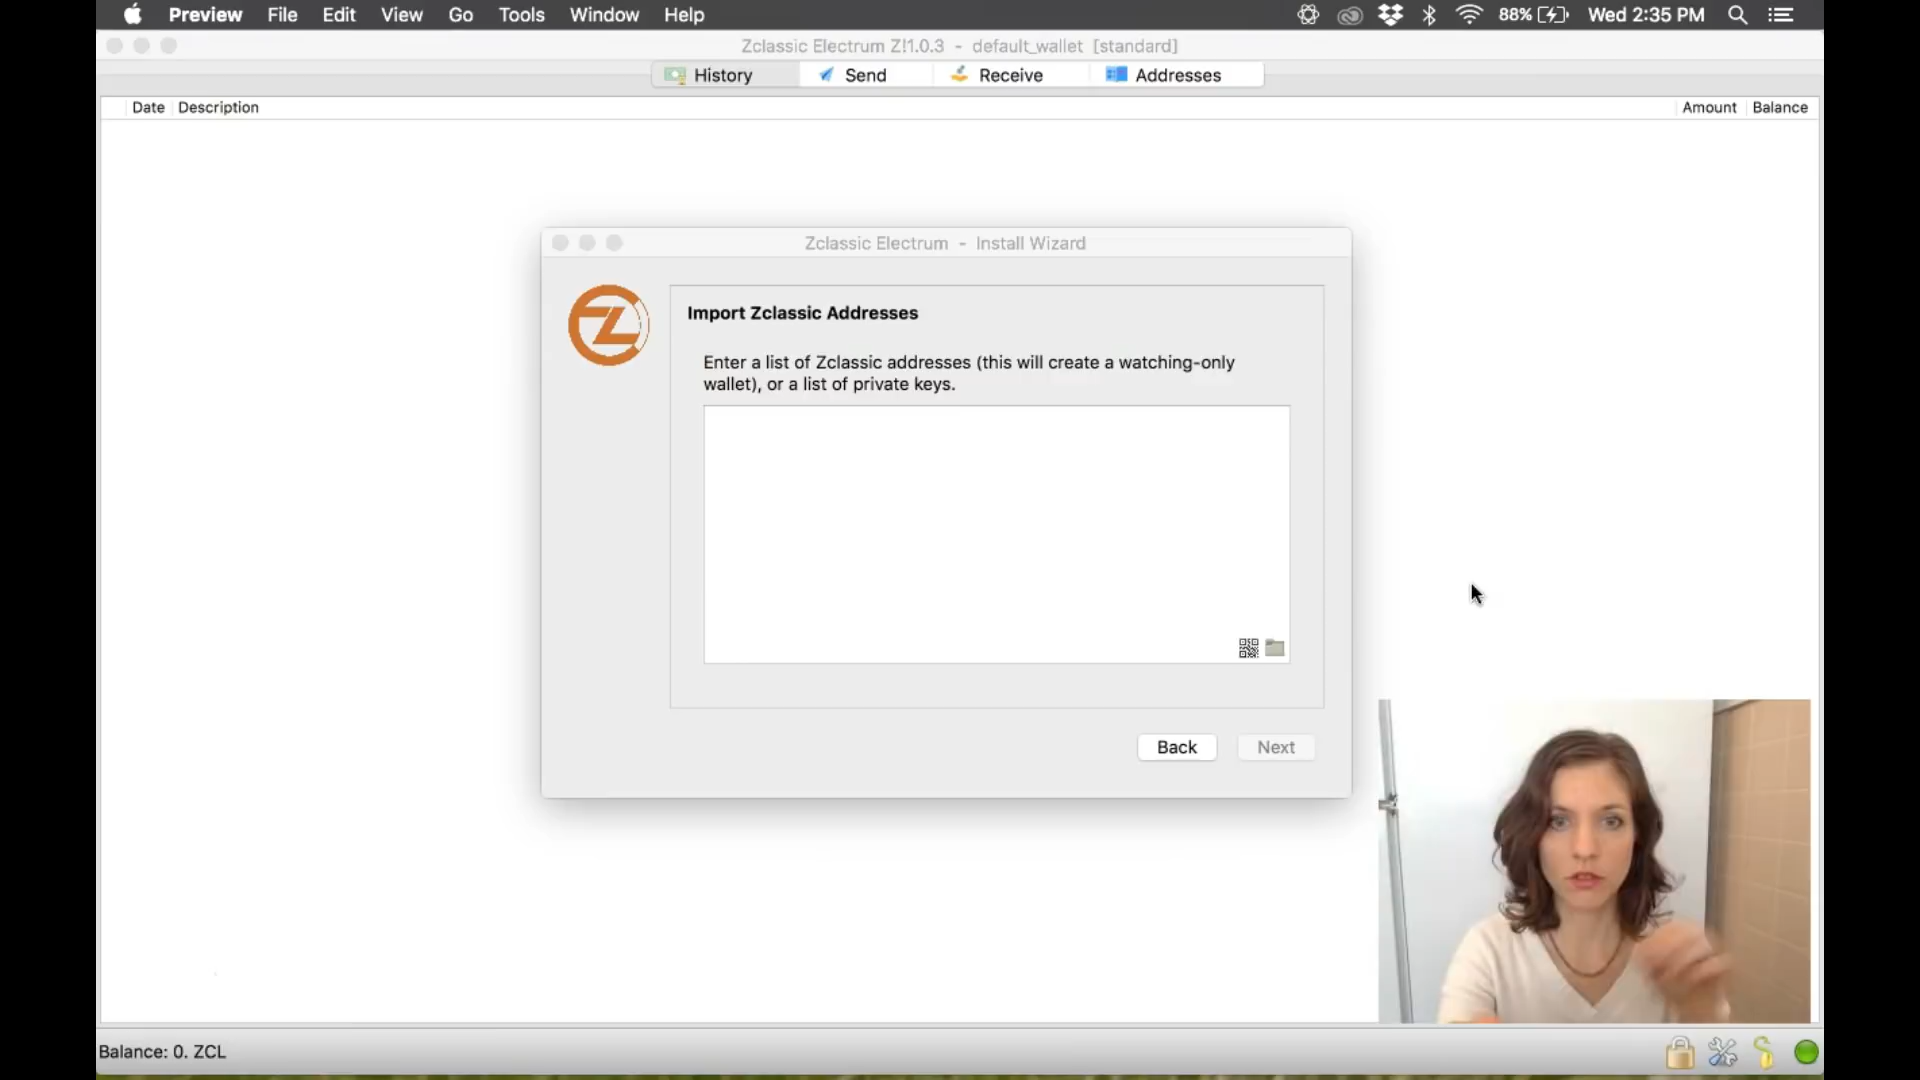 Preview File Edit View Go Tools Window Help 88% Wed 2:35 PM
Zclassic Electrum Z!1.0.3 - default_wallet [standard]
History Send Receive Addresses
Date Description Amount Balance
Zclassic Electrum - Install Wizard
Import Zclassic Addresses
Enter a list of Zclassic addresses (this will create a watching-only
wallet), or a list of private keys.
Back Next
Balance: 0. ZCL